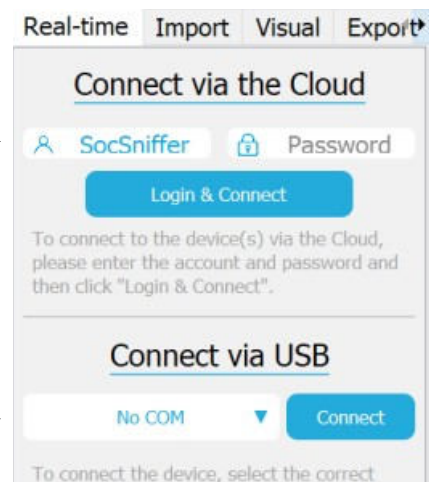 Real-time Import Visual Export
Connect via the Cloud
SocSniffer Password
Login & Connect
To connect to the device(s) via the Cloud,
please enter the account and password and
then click "Login & Connect".
Connect via USB
No COM Connect
To connect the device, select the correct